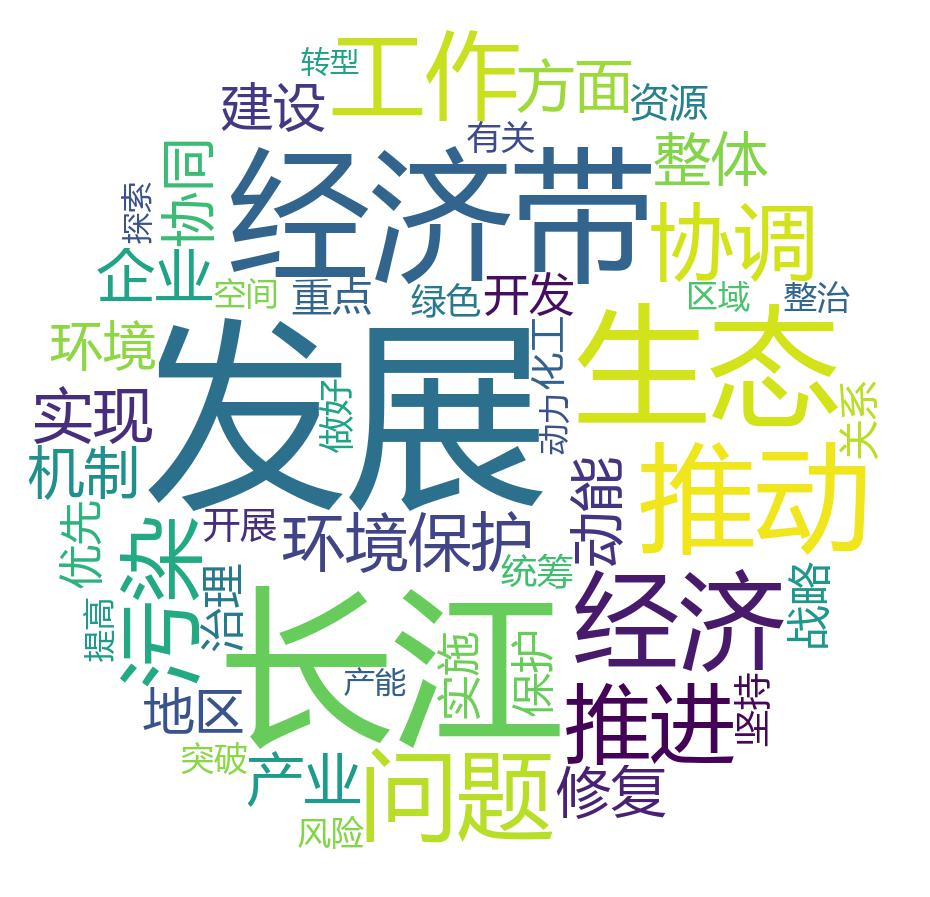 转型
工作
方面
资源
建设
有关
整体
经济带
协同
探索
协调
企业
空间
重点
绿色
开发
区域
整治
环境
发展
化工
生态
实现
做好
动力
关系
机制
推动
动能
优先
污染
开展
环境保护
统筹
治理
战略
经济
提高
长江
实施
保护
产能
地区
推进
坚持
突破
产业
问题
修复
风险